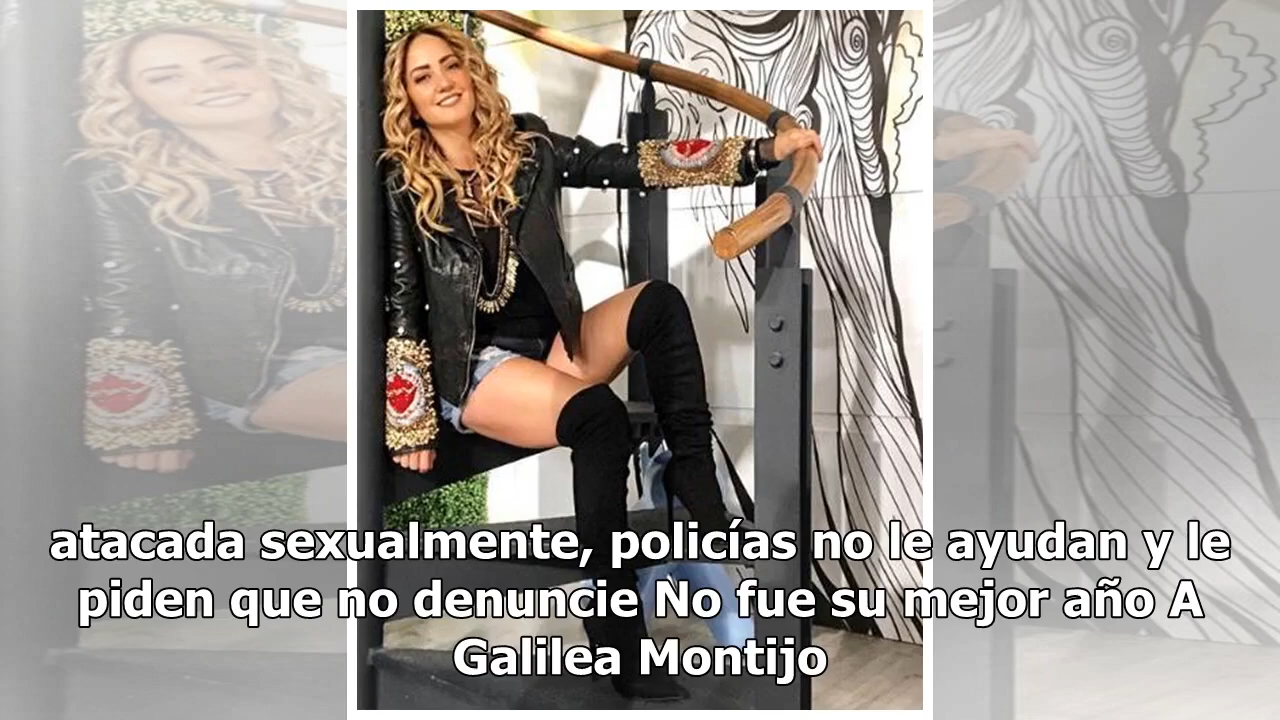 atacada sexualmente, policías no le ayudan y le
piden que no denuncie No fue su mejor año A
Galilea Montijo